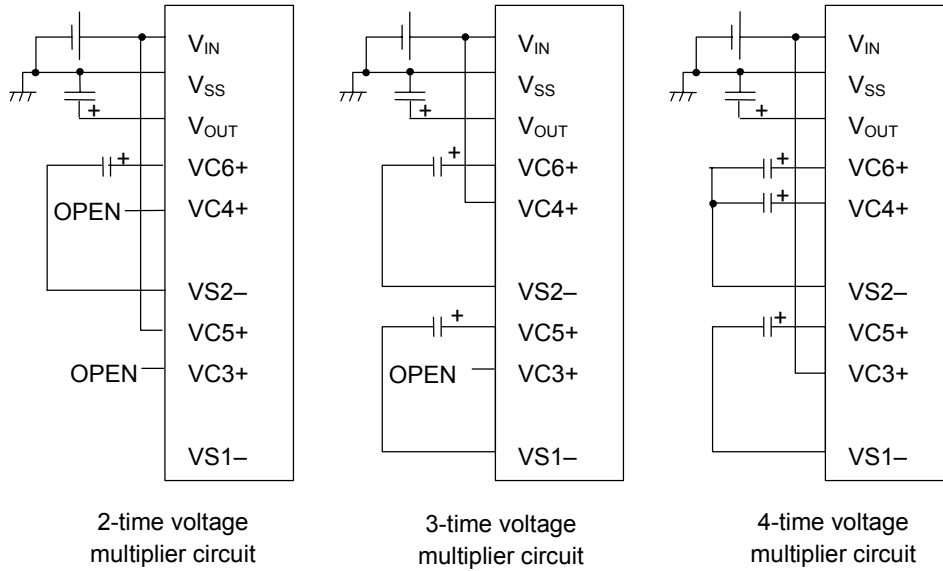 VIN
VSS
VOUT
+
VC6+
+
OPEN
VC4+
VS2–
VC5+
OPEN
VC3+
VS1–
2-time voltage
multiplier circuit
VIN
VSS
VOUT
+
VC6+
+
VC4+
VS2–
VC5+
+
OPEN
VC3+
VS1–
3-time voltage
multiplier circuit
VIN
VSS
VOUT
+
VC6+
+
VC4+
+
VS2–
VC5+
+
VC3+
VS1–
4-time voltage
multiplier circuit